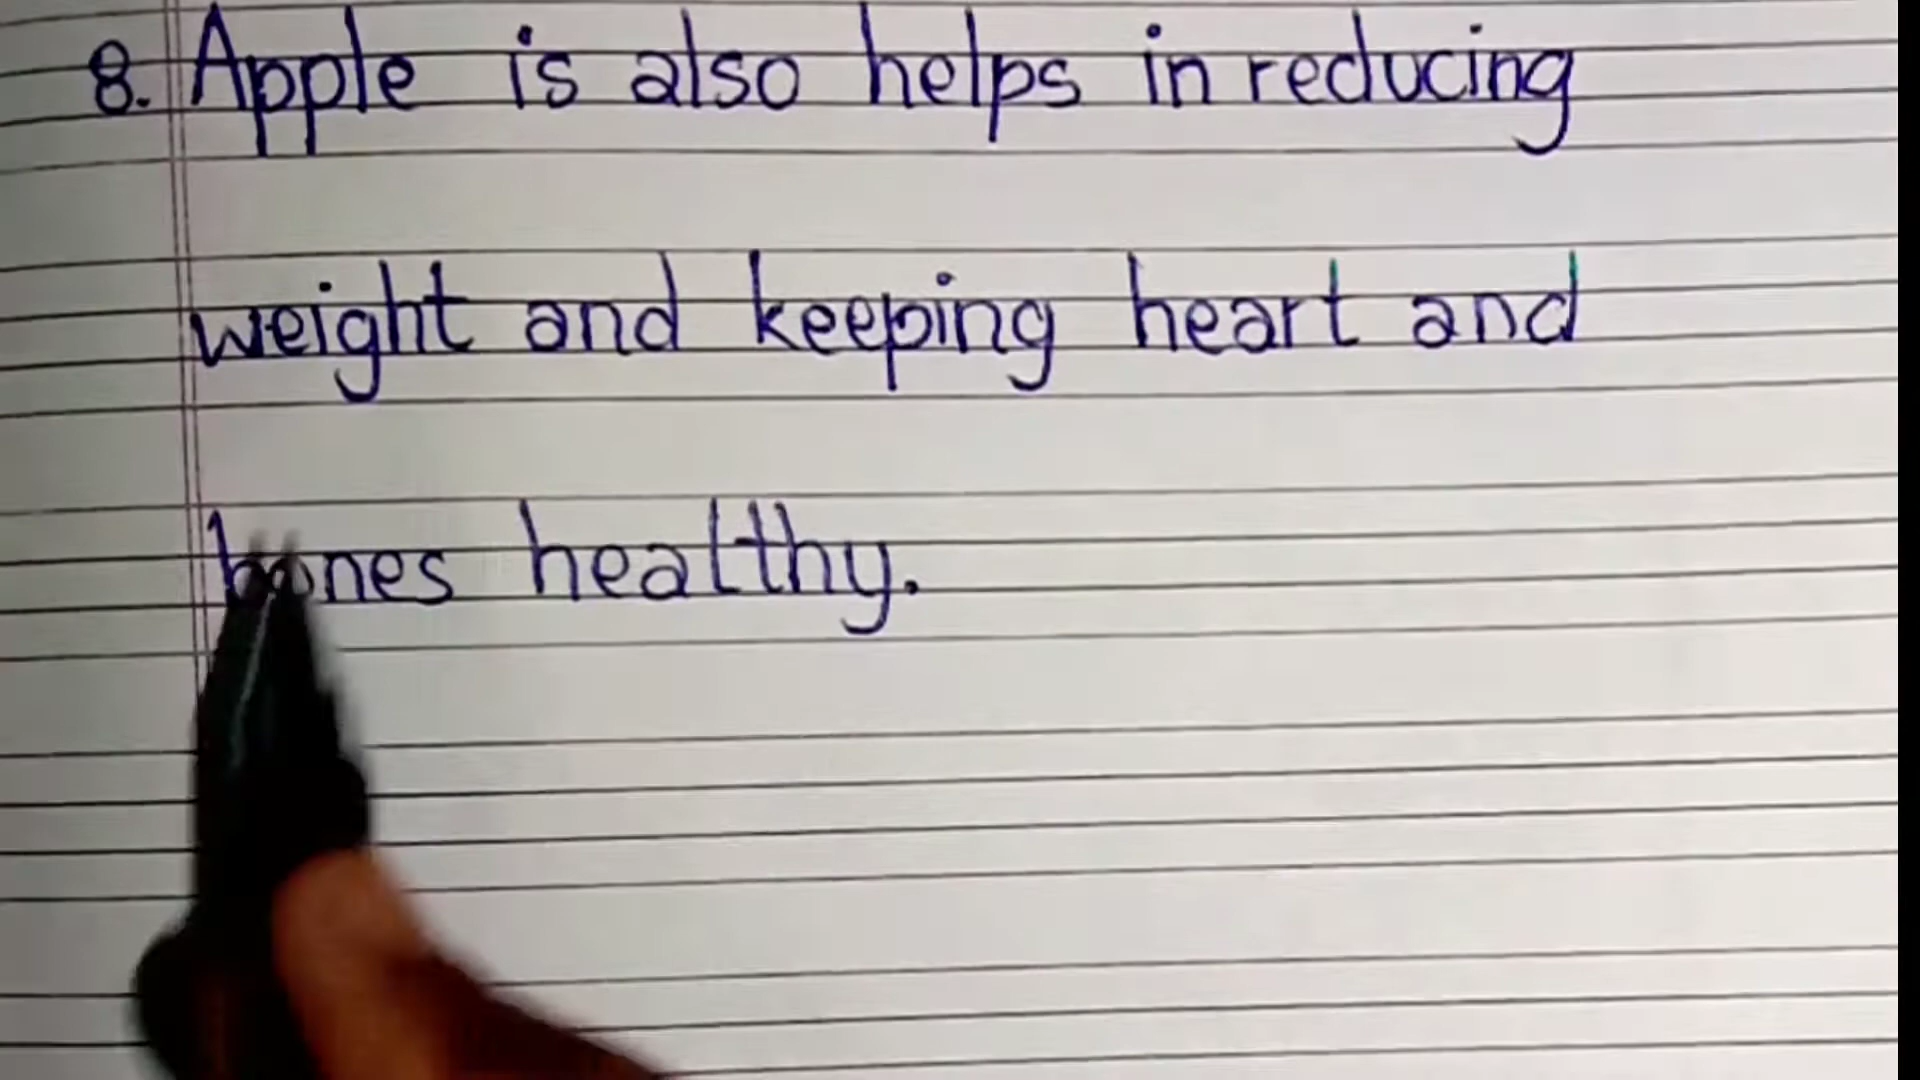 8. Apple is also helps in reducing
weight and keeping heart and
bones healthy.